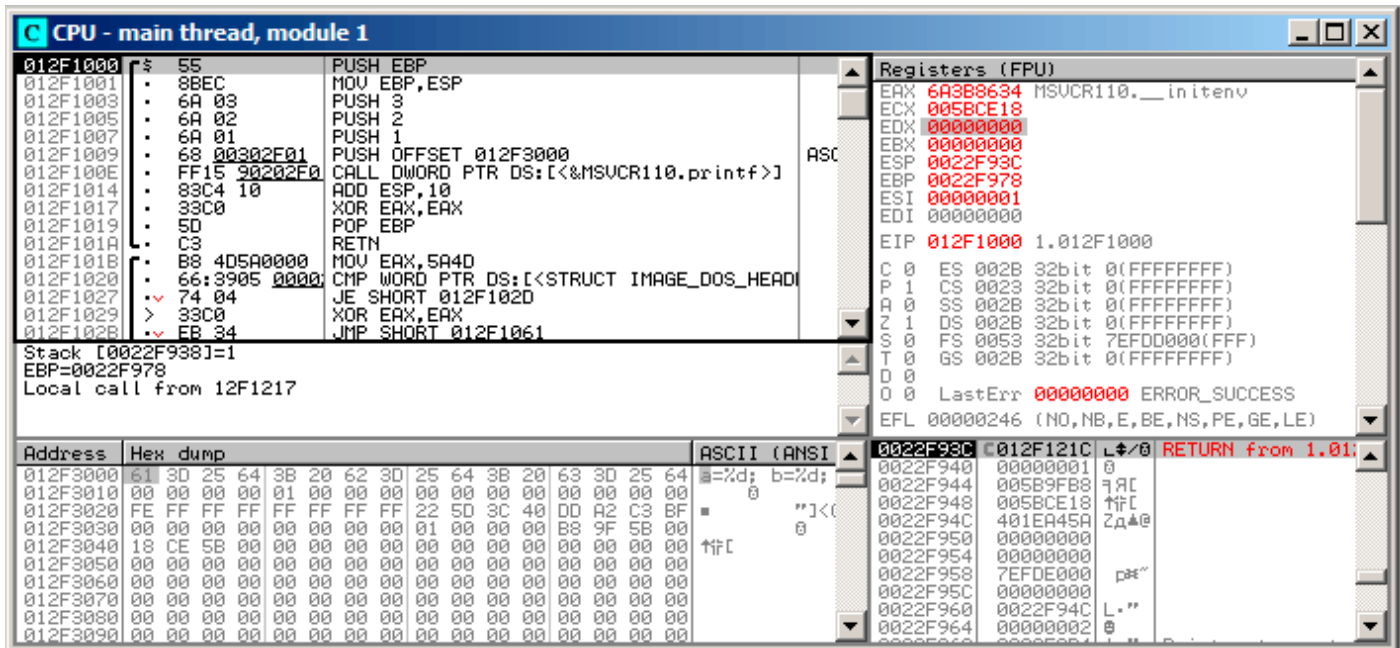 C CPU - main thread, module 1
012F1000 $ 55 PUSH EBP
012F1001 . 8BEC MOV EBP,ESP
012F1003 . 6A 03 PUSH 3
012F1005 . 6A 02 PUSH 2
012F1007 . 6A 01 PUSH 1
012F1009 . 68 00302F01 PUSH OFFSET 012F3000 ASC
012F100E . FF15 90202F0 CALL DWORD PTR DS:[<&MSVCR110.printf>]
012F1014 . 83C4 10 ADD ESP,10
012F1017 . 33C0 XOR EAX,EAX
012F1019 . 5D POP EBP
012F101A . C3 RETN
012F101B . B8 4D5A0000 MOV EAX,5A4D
012F1020 . 66:3905 0000 CMP WORD PTR DS:[<STRUCT IMAGE_DOS_HEAD
012F1027 . 74 04 JE SHORT 012F102D
012F1029 > 33C0 XOR EAX,EAX
012F102B . EB 34 JMP SHORT 012F1061
Stack [0022F938]=1
EBP=0022F978
Local call from 12F1217
Registers (FPU)
EAX 6A3B8634 MSVCR110.__initenv
ECX 005BCE18
EDX 00000000
EBX 00000000
ESP 0022F93C
EBP 0022F978
ESI 00000001
EDI 00000000
EIP 012F1000 1.012F1000
C 0 ES 002B 32bit 0(FFFFFFFF)
P 1 CS 0023 32bit 0(FFFFFFFF)
A 0 SS 002B 32bit 0(FFFFFFFF)
Z 1 DS 002B 32bit 0(FFFFFFFF)
S 0 FS 0053 32bit 7EFDD000(FFF)
T 0 GS 002B 32bit 0(FFFFFFFF)
D 0
O 0 LastErr 00000000 ERROR_SUCCESS
EFL 00000246 (NO,NB,E,BE,NS,PE,GE,LE)
Address Hex dump ASCII (ANSI
012F3000 61 3D 25 64 3B 20 62 3D 25 64 3B 20 63 3D 25 64 a=%d; b=%d;
012F3010 00 00 00 00 01 00 00 00 00 00 00 00 00 00 00 00
012F3020 FE FF FF FF FF FF FF FF 22 5D 3C 40 DD A2 C3 BF "]<
012F3030 00 00 00 00 00 00 00 00 01 00 00 00 B8 9F 5B 00
012F3040 18 CE 5B 00 00 00 00 00 00 00 00 00 00 00 00 00
012F3050 00 00 00 00 00 00 00 00 00 00 00 00 00 00 00 00
012F3060 00 00 00 00 00 00 00 00 00 00 00 00 00 00 00 00
012F3070 00 00 00 00 00 00 00 00 00 00 00 00 00 00 00 00
012F3080 00 00 00 00 00 00 00 00 00 00 00 00 00 00 00 00
012F3090 00 00 00 00 00 00 00 00 00 00 00 00 00 00 00 00
0022F93C 012F121C RETURN from 1.01
0022F940 00000001
0022F944 005B9FB8 ¬Я[
0022F948 005BCE18
0022F94C 401EA45A Zд▲@
0022F950 00000000
0022F954 00000000
0022F958 7EFDE000
0022F95C 00000000
0022F960 0022F94C
0022F964 00000002